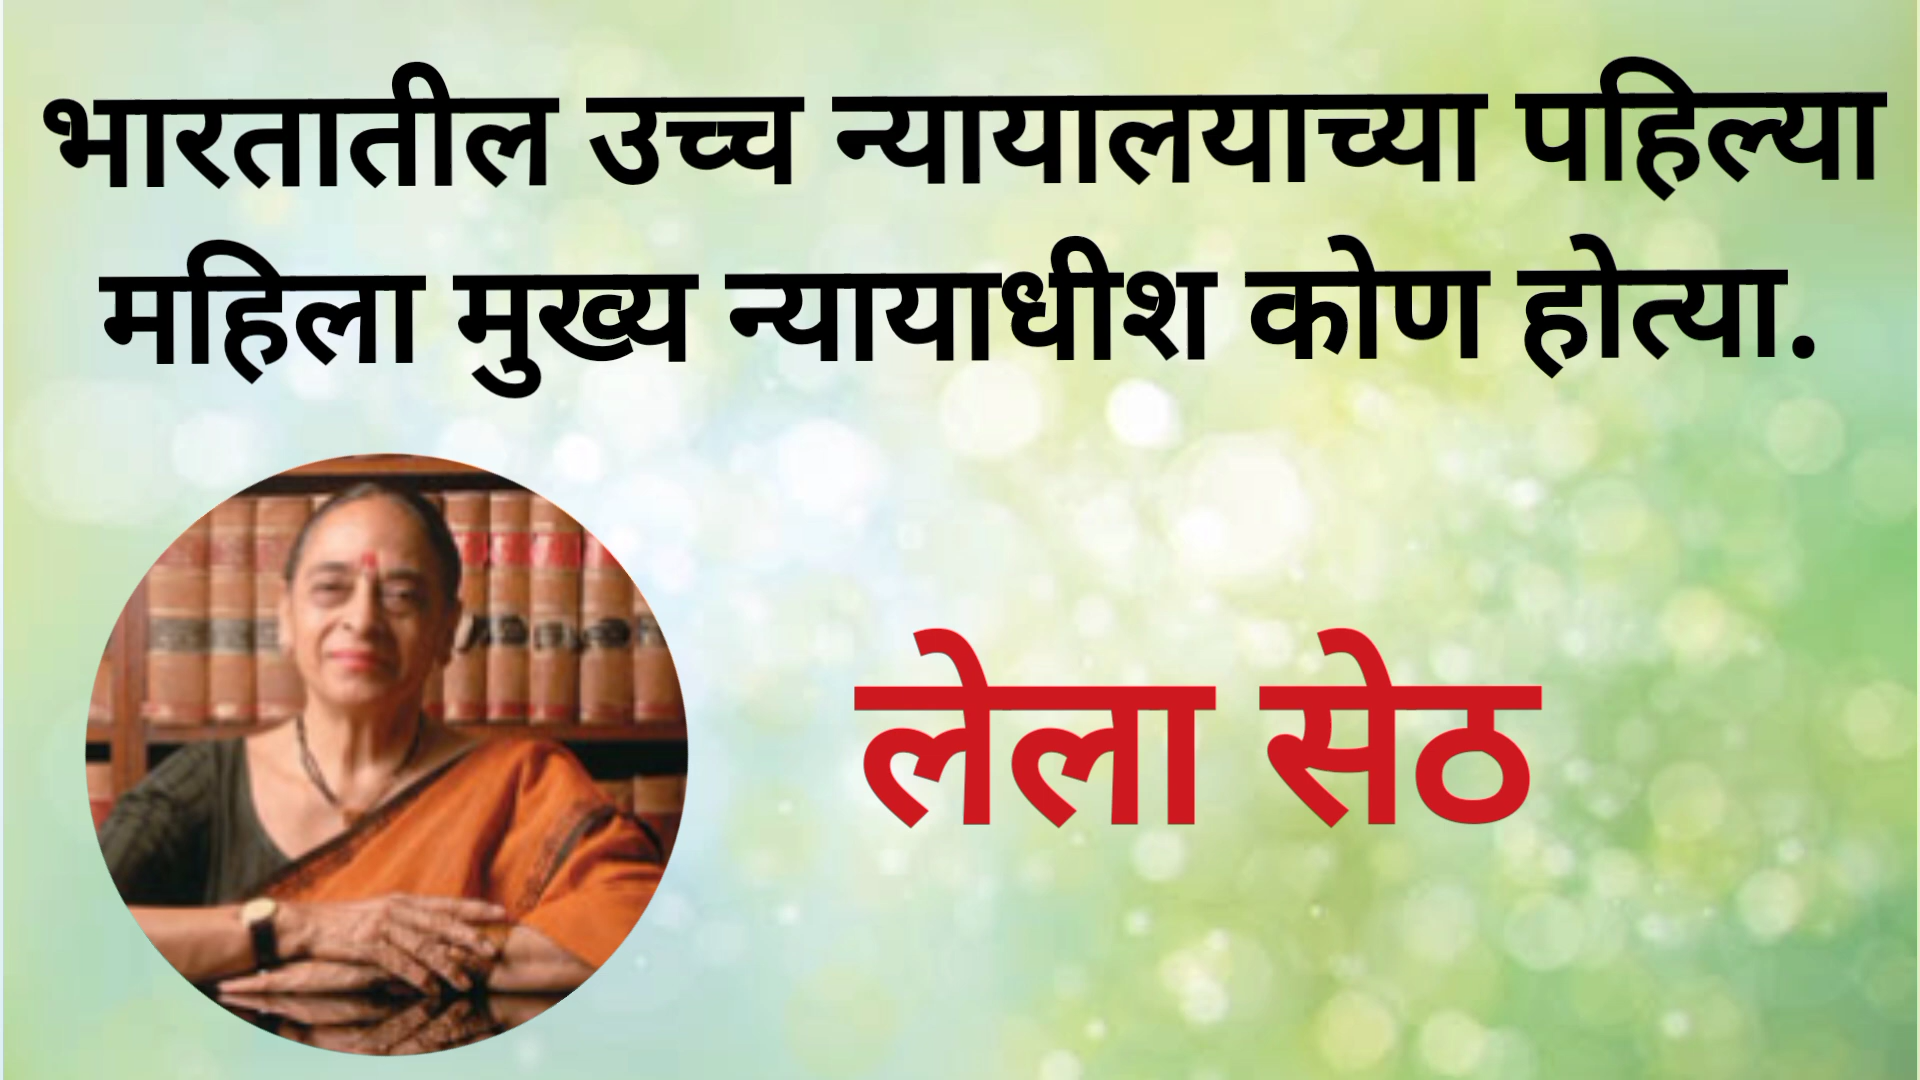 भारतातील उच्च न्यायालयाच्या पहिल्या
महिला मुख्य न्यायाधीश कोण होत्या.
लेला सेठ